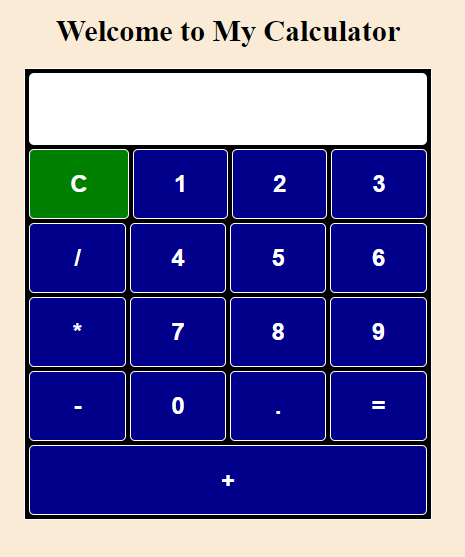 Welcome to My Calculator
C 1 2 3
/ 4 5 6
* 7 8 9
- 0 . =
+